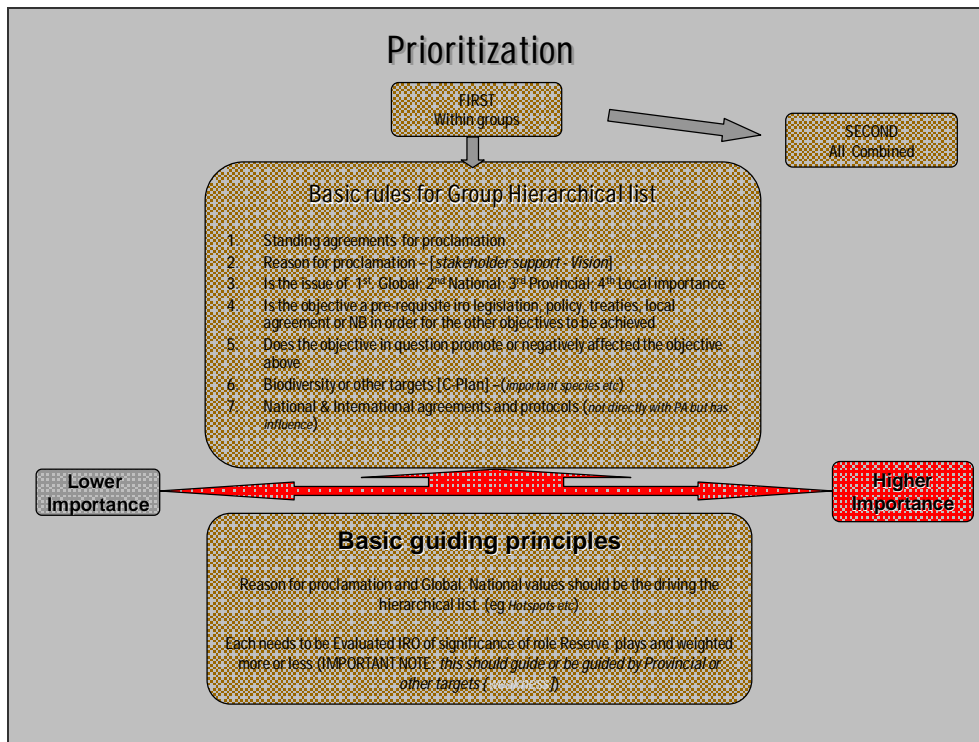 Prioritization
FIRST
Within groups
SECOND
All Combined
Basic rules for Group Hierarchical list
1. Standing agreements for proclamation
2. Reason for proclamation – [stakeholder support - Vision]
3. Is the issue of 1st, Global; 2nd National; 3rd Provincial; 4th Local importance
4. Is the objective a pre-requisite iro legislation, policy, treaties, local
agreement or NB in order for the other objectives to be achieved
5. Does the objective in question promote or negatively affected the objective
above
6. Biodiversity or other targets [C-Plan] –(important species etc)
7. National & International agreements and protocols (not directly with PA but has
influence)
Lower
Importance
Higher
Importance
Basic guiding principles
Reason for proclamation and Global, National values should be the driving the
hierarchical list. (eg Hotspots etc)
Each needs to be Evaluated IRO of significance of role Reserve plays and weighted
more or less (IMPORTANT NOTE: this should guide or be guided by Provincial or
other targets [weakness])